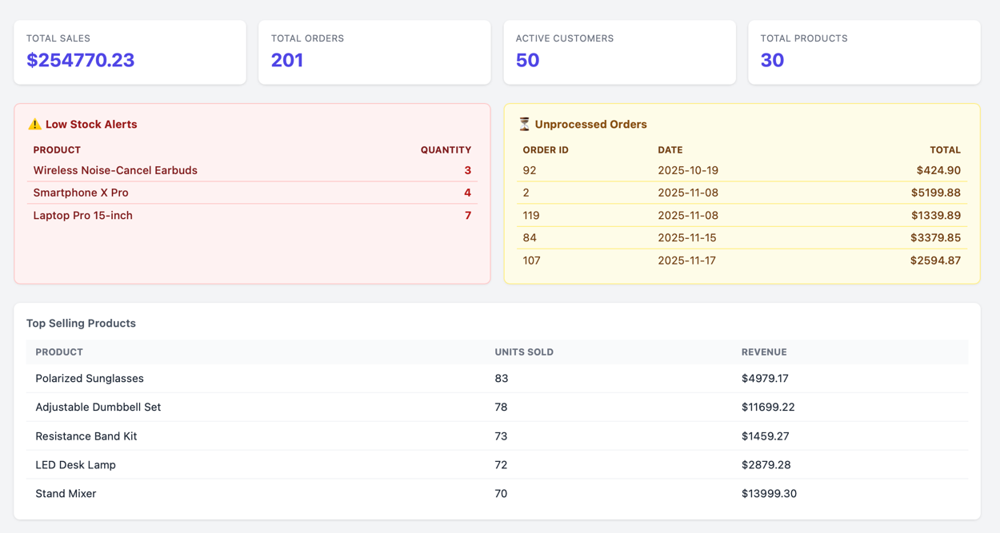 TOTAL SALES
$254770.23
TOTAL ORDERS
201
ACTIVE CUSTOMERS
50
TOTAL PRODUCTS
30
⚠️ Low Stock Alerts
PRODUCT QUANTITY
Wireless Noise-Cancel Earbuds 3
Smartphone X Pro 4
Laptop Pro 15-inch 7
⏳ Unprocessed Orders
ORDER ID DATE TOTAL
92 2025-10-19 $424.90
2 2025-11-08 $5199.88
119 2025-11-08 $1339.89
84 2025-11-15 $3379.85
107 2025-11-17 $2594.87
Top Selling Products
PRODUCT UNITS SOLD REVENUE
Polarized Sunglasses 83 $4979.17
Adjustable Dumbbell Set 78 $11699.22
Resistance Band Kit 73 $1459.27
LED Desk Lamp 72 $2879.28
Stand Mixer 70 $13999.30